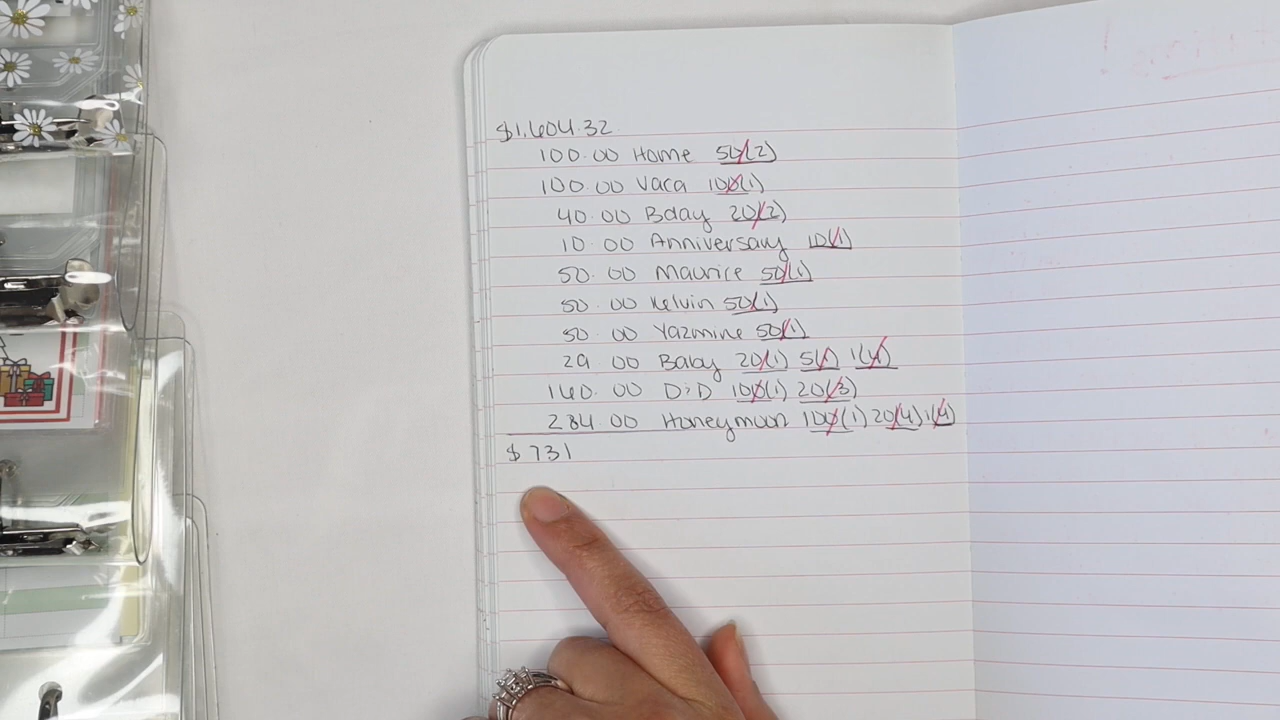 $1,604.32
100.00 Home 50(2)
100.00 Vaca 100(1)
40.00 Bday 20(2)
10.00 Anniversary 10(1)
50.00 Maurice 50(1)
50.00 Kelvin 50(1)
50.00 Yazmine 50(1)
29.00 Baby 20(1) 5(1) 1(4)
160.00 DiD 100(1) 20(3)
284.00 Honeymoon 100(1) 20(4) 1(4)
$731